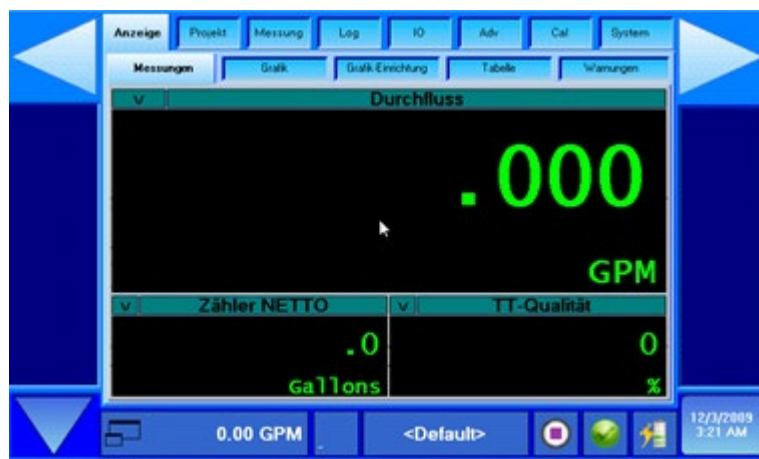 Anzeige Projekt Messung Log IO Adv Cal System
Messungen Grafik Grafik-Einrichtung Tabelle Warnungen
v Durchfluss
.000
GPM
v Zähler NETTO v TT-Qualität
.0 0
Gallons %
0.00 GPM <Default> 12/3/2009
3:21 AM